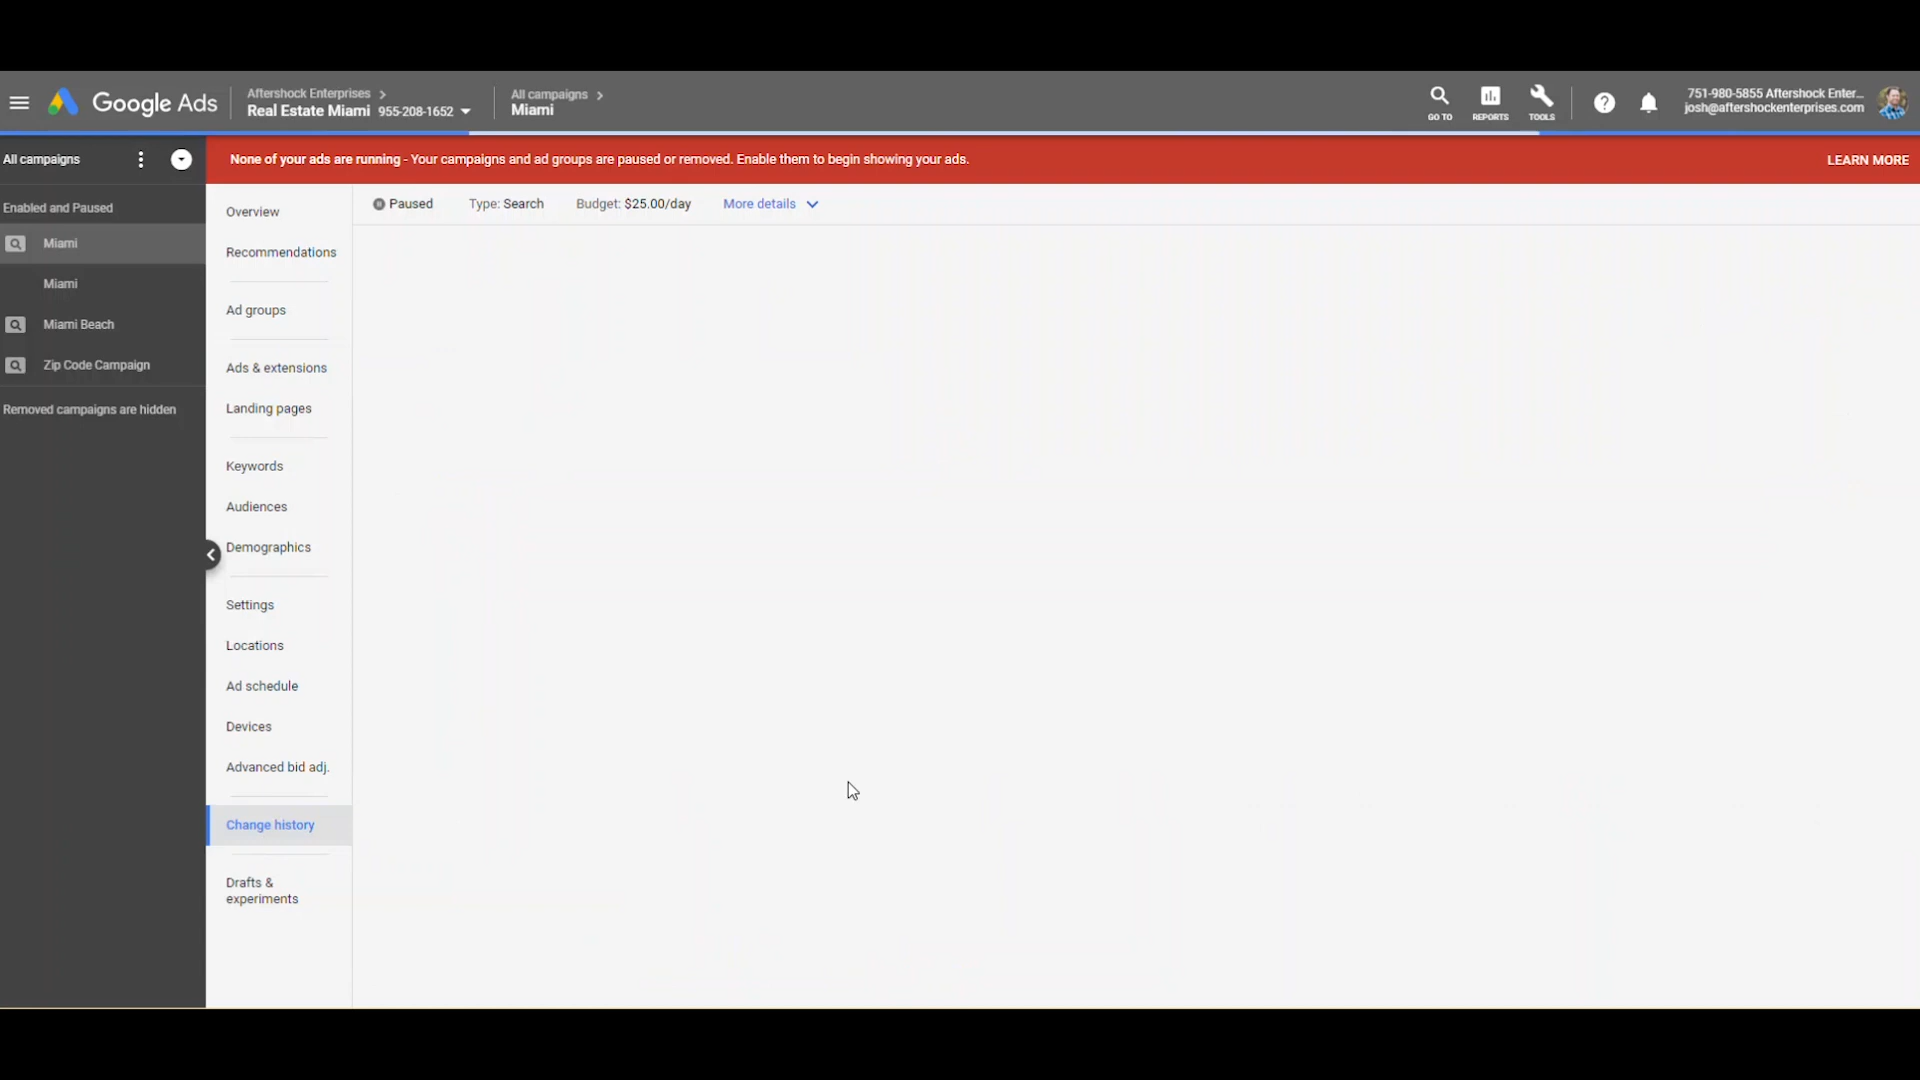 Google Ads
Aftershock Enterprises >
Real Estate Miami 955-208-1652
All campaigns >
Miami
GO TO
REPORTS
TOOLS
751-980-5855 Aftershock Enter...
josh@aftershockenterprises.com
All campaigns
None of your ads are running - Your campaigns and ad groups are paused or removed. Enable them to begin showing your ads.
LEARN MORE
Enabled and Paused
Miami
Miami
Miami Beach
Zip Code Campaign
Removed campaigns are hidden
Overview
Recommendations
Ad groups
Ads & extensions
Landing pages
Keywords
Audiences
Demographics
Settings
Locations
Ad schedule
Devices
Advanced bid adj.
Change history
Drafts &
experiments
Paused
Type: Search
Budget: $25.00/day
More details